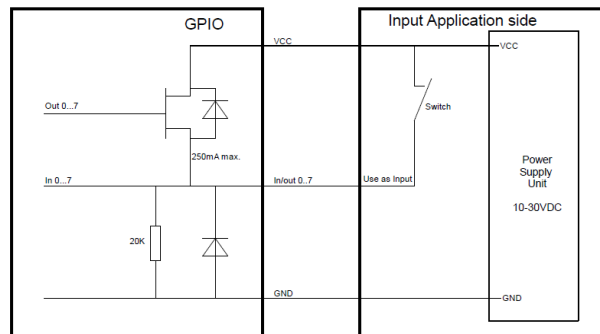 GPIO
Input Application side
VCC
VCC
Out 0...7
Switch
250mA max.
In 0...7
In/out 0..7
Use as Input
Power
Supply
Unit
10-30VDC
20K
GND
GND